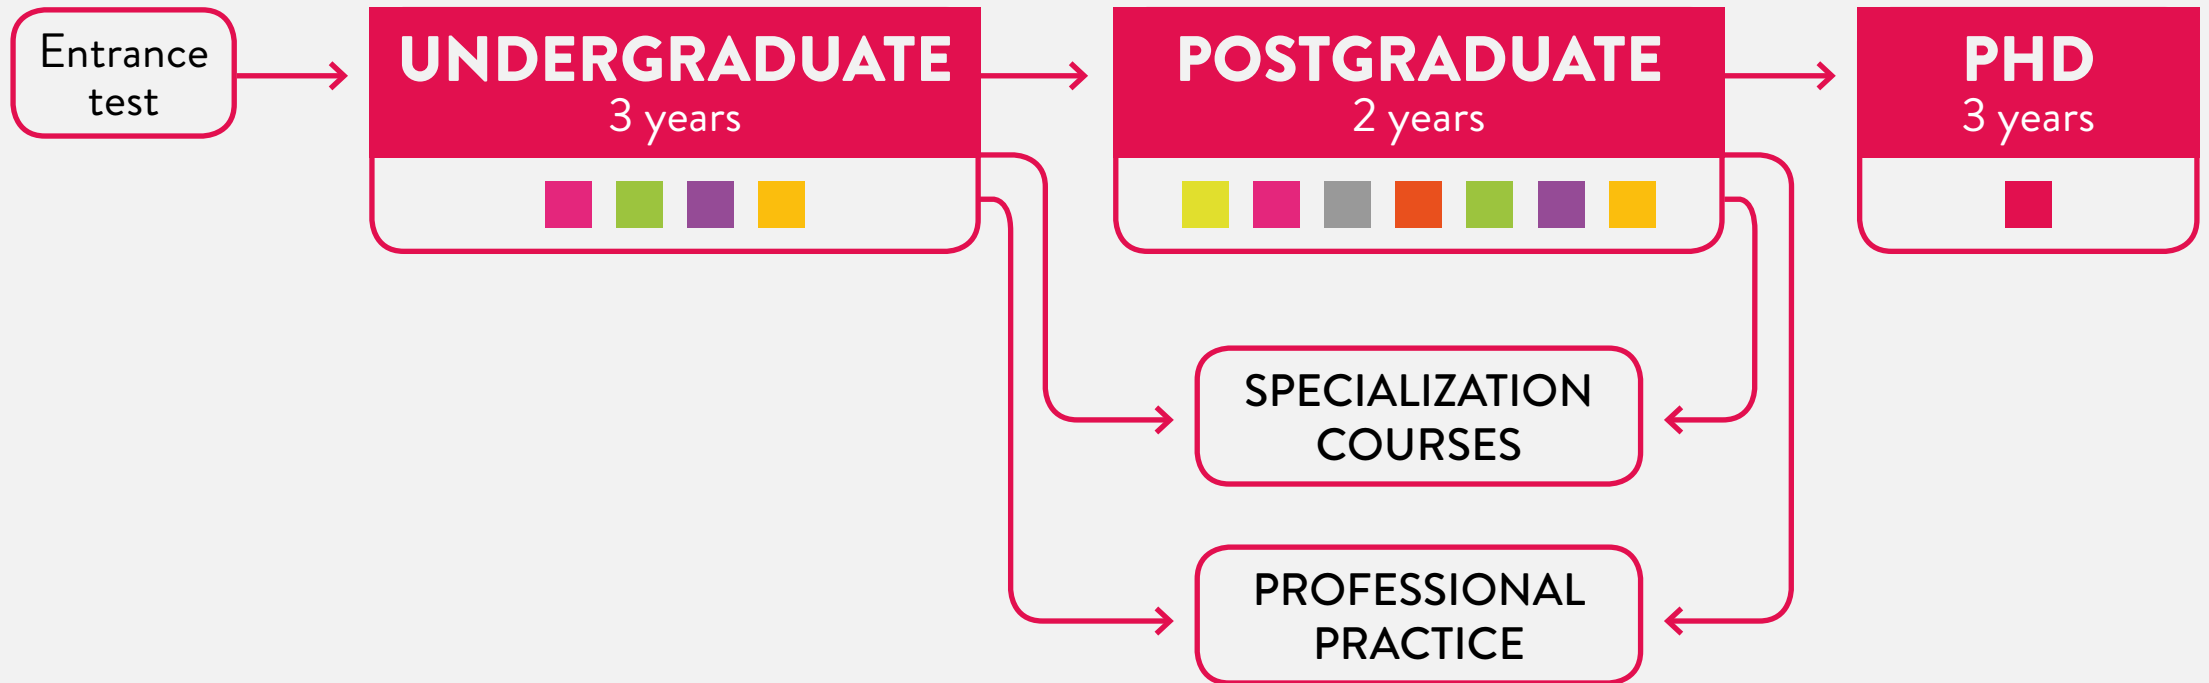 Entrance
test
UNDERGRADUATE
3 years
POSTGRADUATE
2 years
PHD
3 years
SPECIALIZATION
COURSES
PROFESSIONAL
PRACTICE